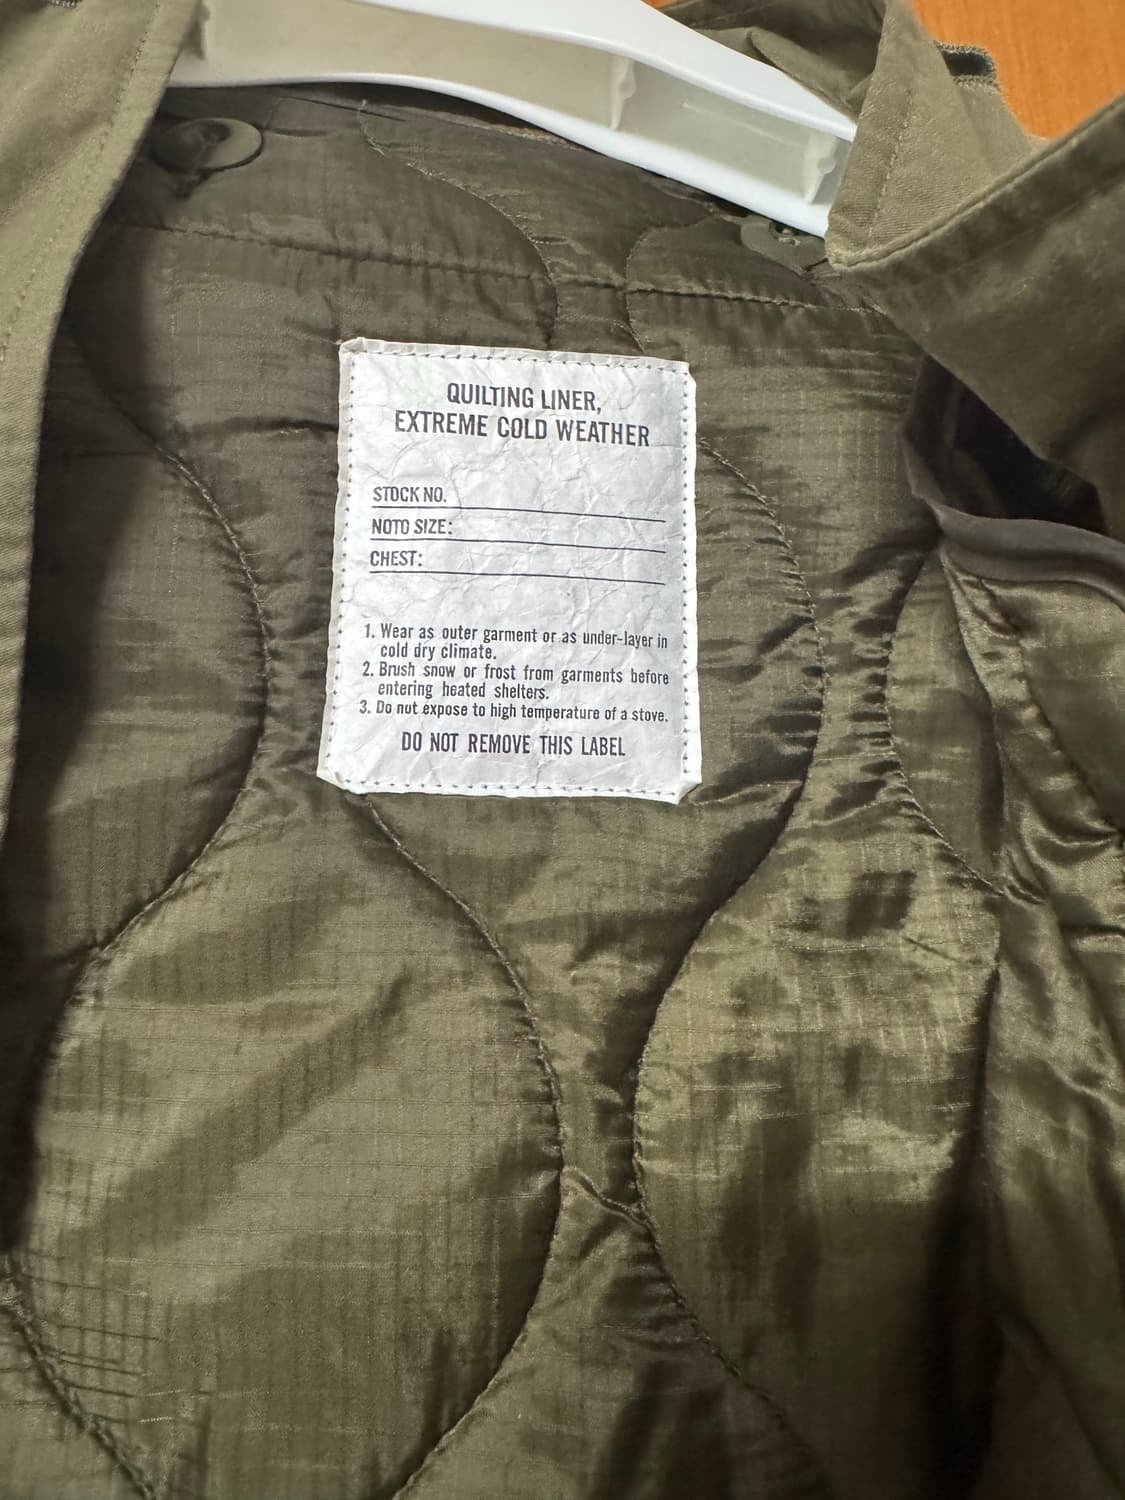 QUILTING LINER,
EXTREME COLD WEATHER
STOCK NO.
NOTO SIZE:
CHEST:
1. Wear as outer garment or as under-layer in
cold dry climate.
2. Brush snow or frost from garments before
entering heated shelters.
3. Do not expose to high temperature of a stove.
DO NOT REMOVE THIS LABEL